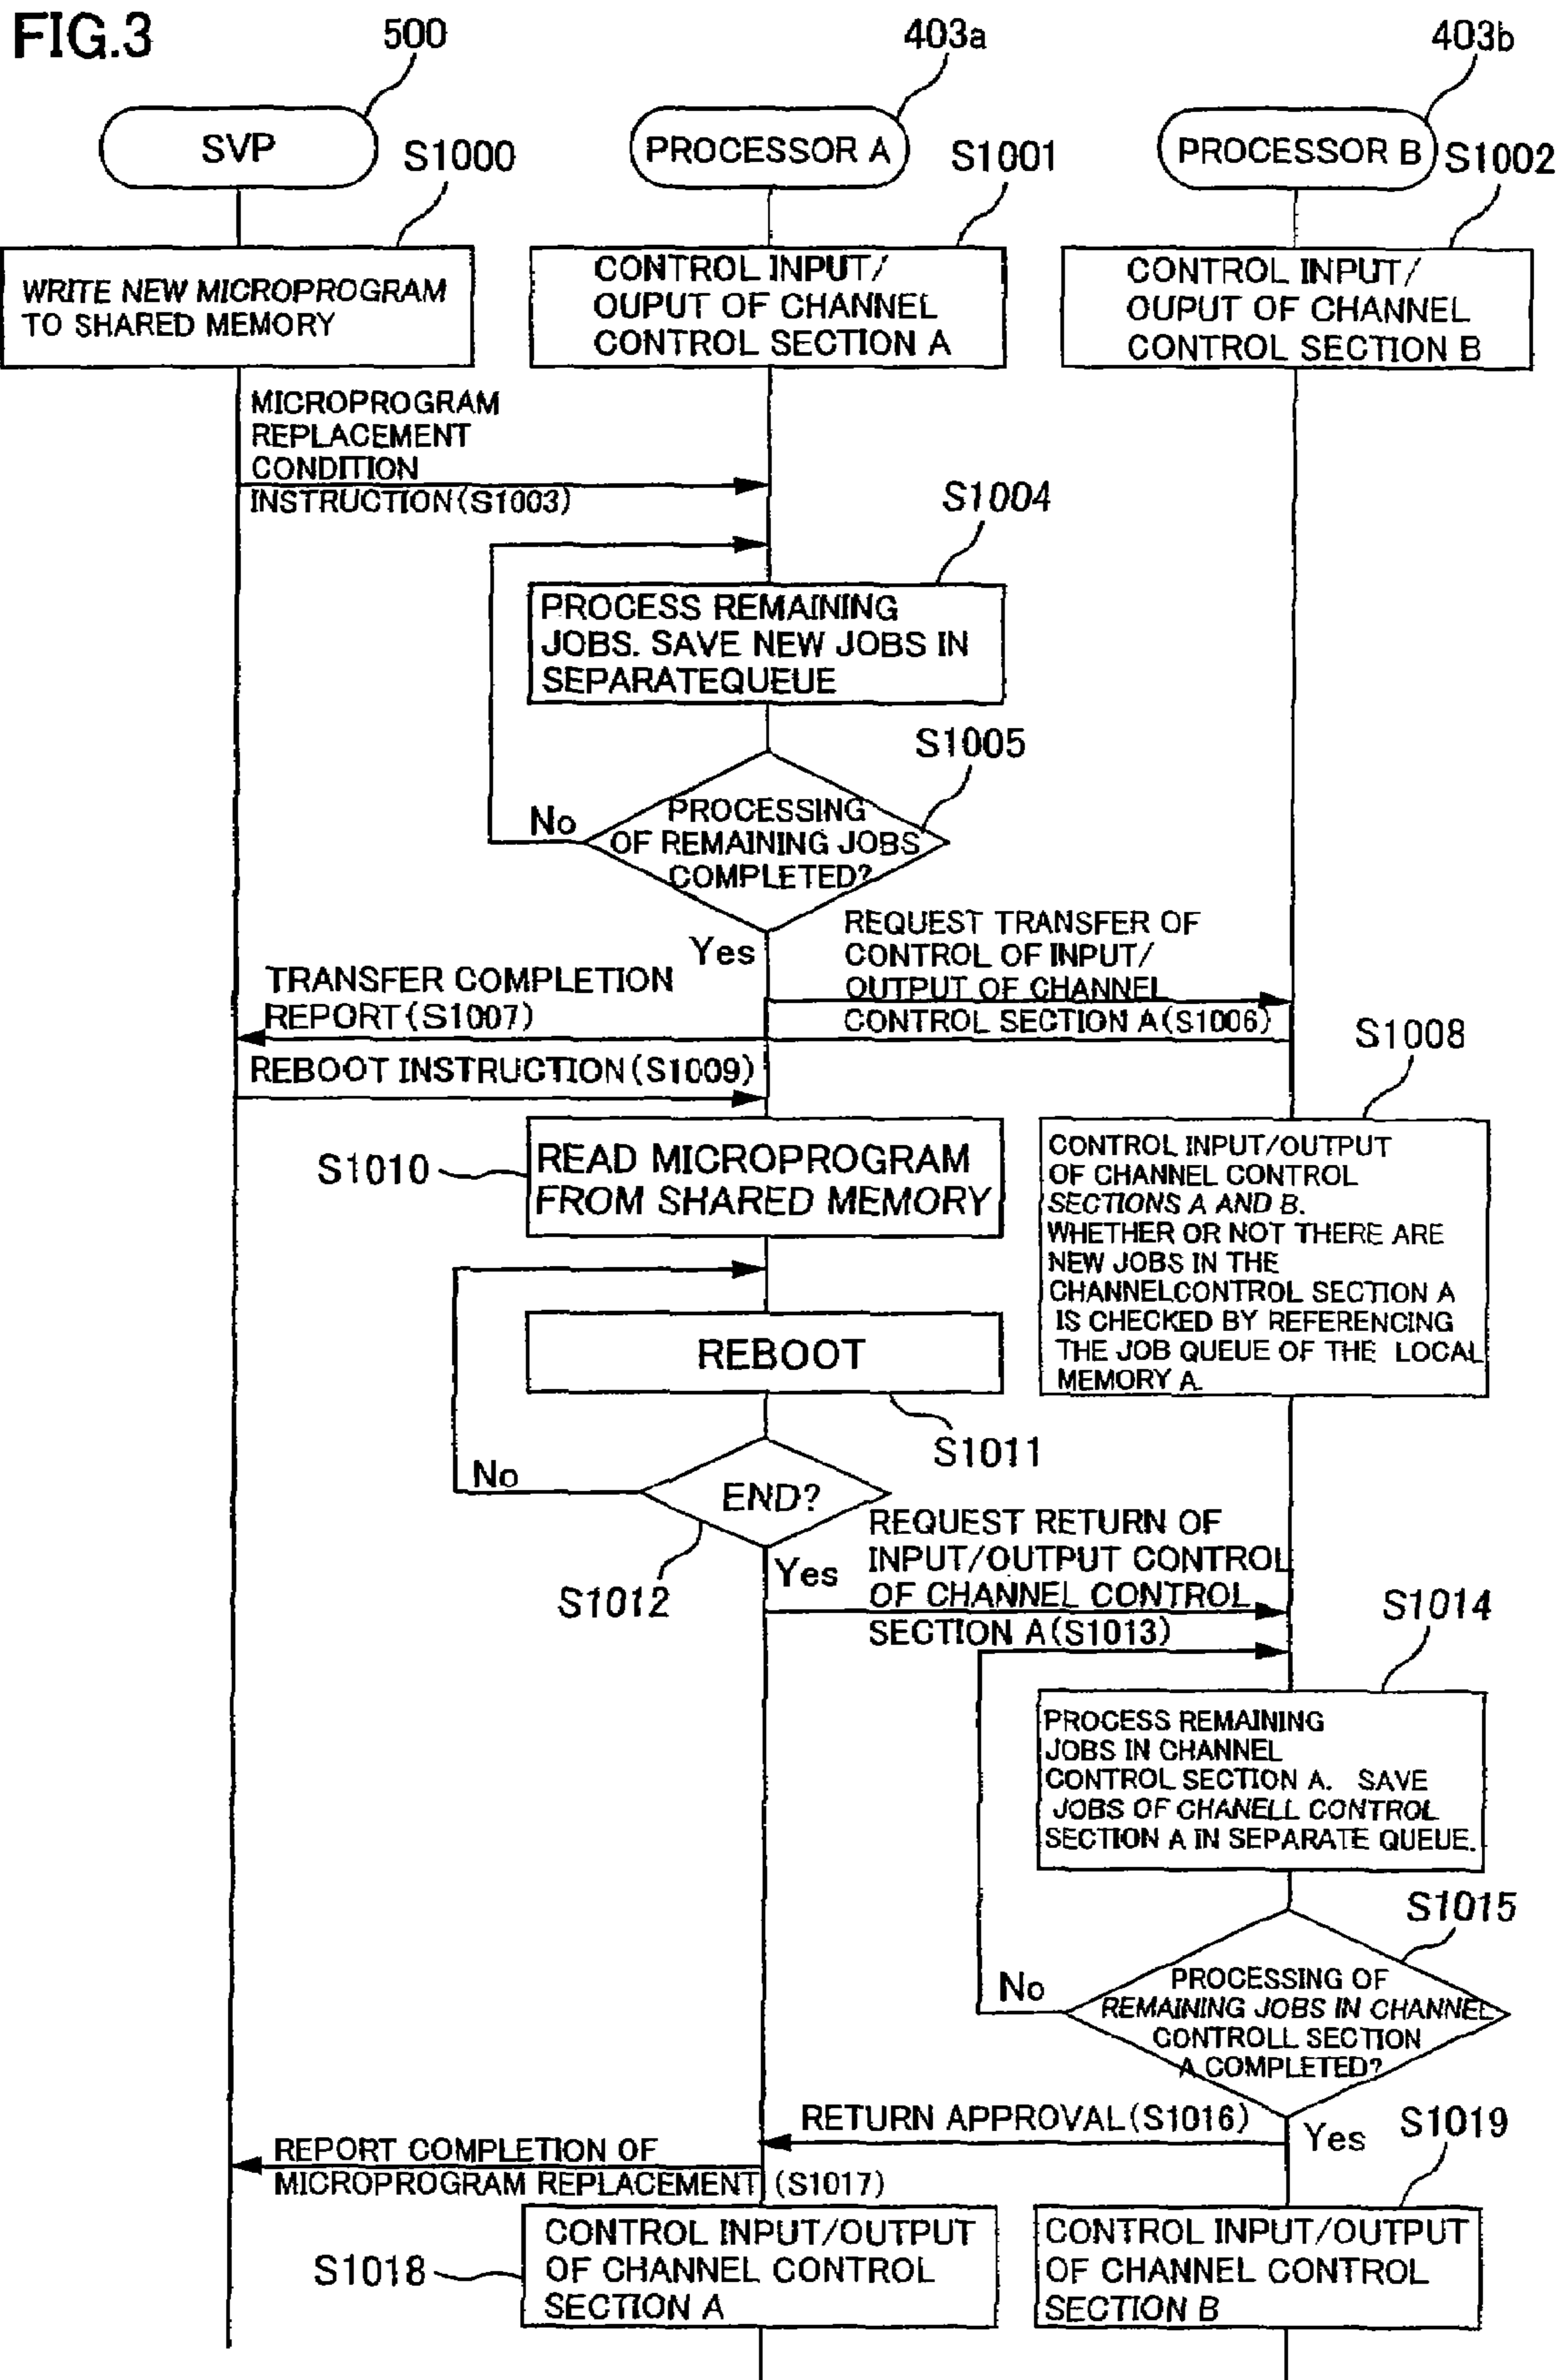 FIG.3
500
403a
403b
SVP
PROCESSOR A
PROCESSOR B
S1000
S1001
S1002
WRITE NEW MICROPROGRAM
TO SHARED MEMORY
CONTROL INPUT/
OUPUT OF CHANNEL
CONTROL SECTION A
CONTROL INPUT/
OUPUT OF CHANNEL
CONTROL SECTION B
MICROPROGRAM
REPLACEMENT
CONDITION
INSTRUCTION(S1003)
S1004
PROCESS REMAINING
JOBS. SAVE NEW JOBS IN
SEPARATEQUEUE
S1005
PROCESSING
OF REMAINING JOBS
COMPLETED?
No
Yes
REQUEST TRANSFER OF
CONTROL OF INPUT/
OUTPUT OF CHANNEL
CONTROL SECTION A(S1006)
TRANSFER COMPLETION
REPORT(S1007)
S1008
REBOOT INSTRUCTION(S1009)
S1010
READ MICROPROGRAM
FROM SHARED MEMORY
CONTROL INPUT/OUTPUT
OF CHANNEL CONTROL
SECTIONS A AND B.
WHETHER OR NOT THERE ARE
NEW JOBS IN THE
CHANNELCONTROL SECTION A
IS CHECKED BY REFERENCING
THE JOB QUEUE OF THE LOCAL
MEMORY A.
REBOOT
S1011
No
END?
S1012
Yes
REQUEST RETURN OF
INPUT/OUTPUT CONTROL
OF CHANNEL CONTROL
SECTION A(S1013)
S1014
PROCESS REMAINING
JOBS IN CHANNEL
CONTROL SECTION A. SAVE
JOBS OF CHANELL CONTROL
SECTION A IN SEPARATE QUEUE.
S1015
No
PROCESSING OF
REMAINING JOBS IN CHANNEL
CONTROLL SECTION
A COMPLETED?
RETURN APPROVAL(S1016)
Yes
S1019
REPORT COMPLETION OF
MICROPROGRAM REPLACEMENT (S1017)
S1018
CONTROL INPUT/OUTPUT
OF CHANNEL CONTROL
SECTION A
CONTROL INPUT/OUTPUT
OF CHANNEL CONTROL
SECTION B